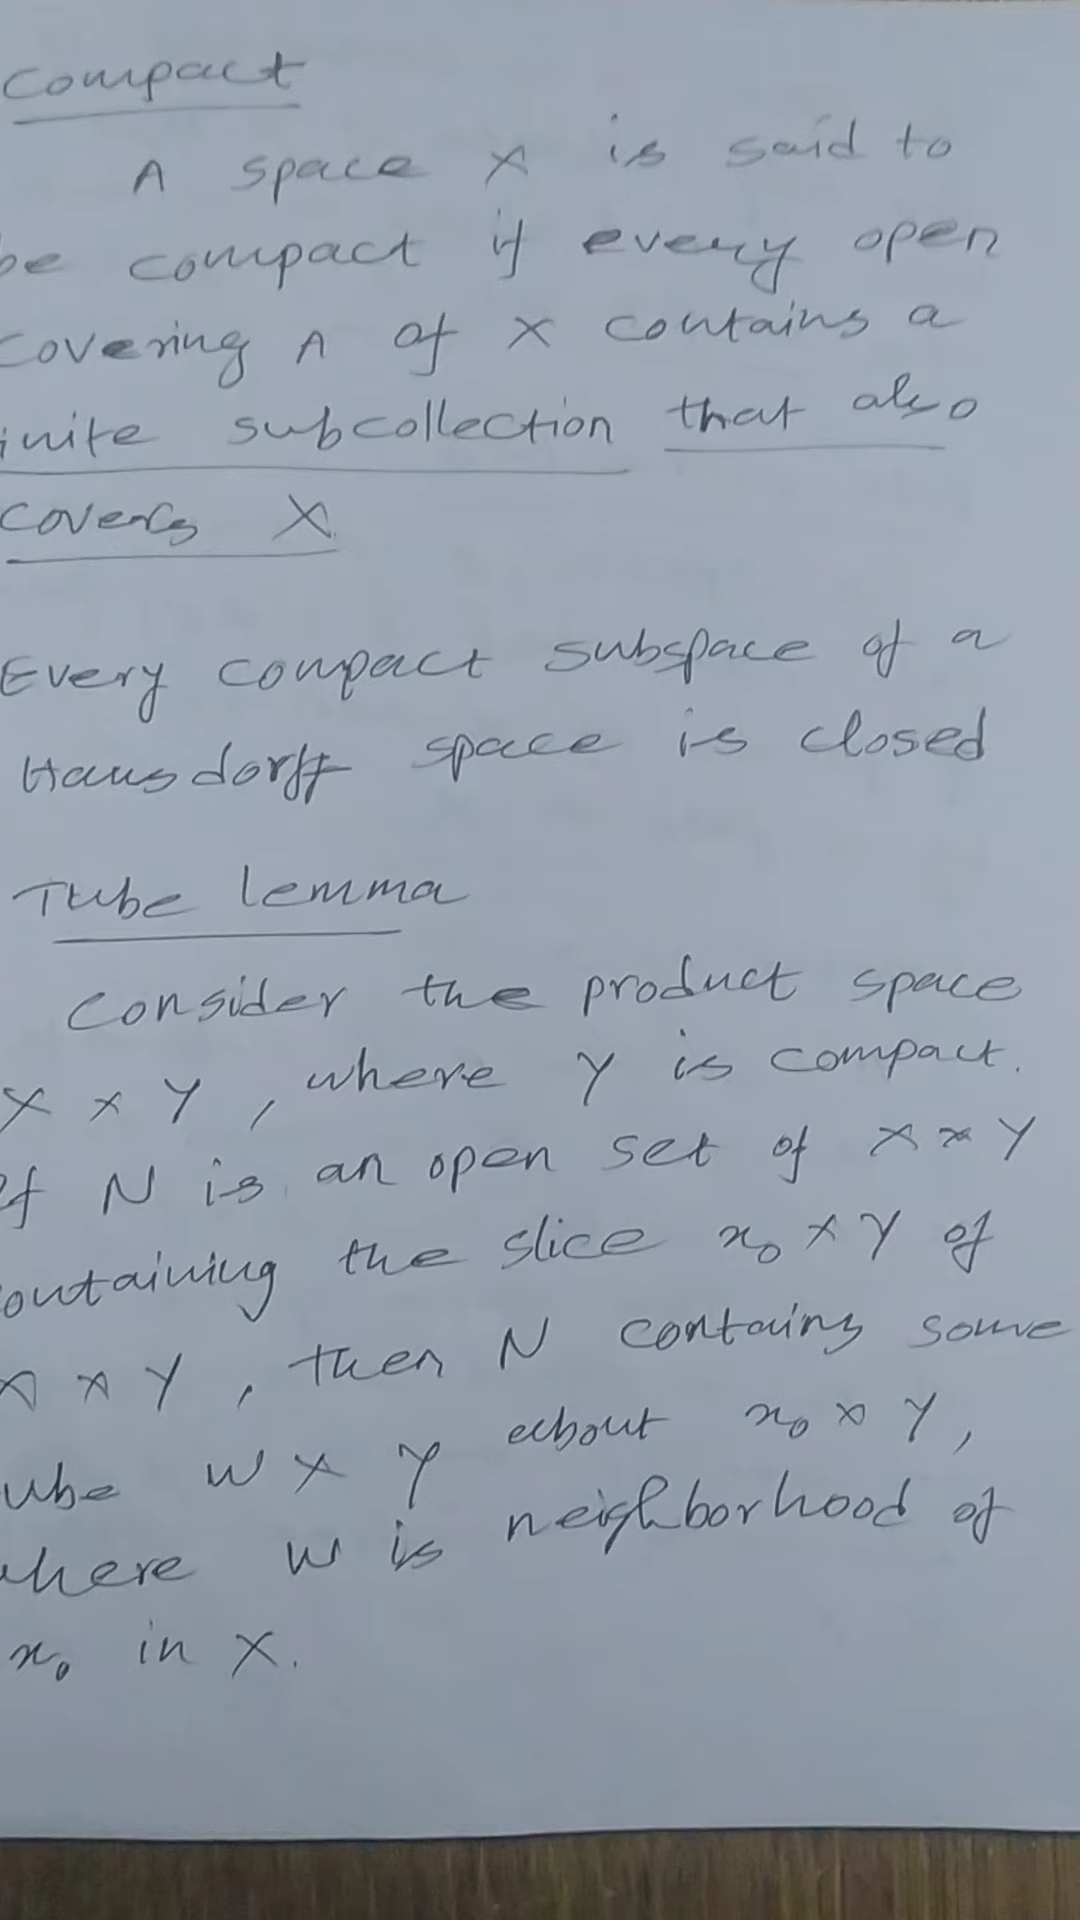 compact
A space X is said to
be compact if every open
covering A of X contains a
inite subcollection that also
covers X
Every compact subspace of a
Hausdorff space is closed
Tube lemma
Consider the product space
X x Y, where Y is compact.
If N is an open set of X x Y
containing the slice x₀ x Y of
X x Y, then N contains some
ube W x Y about x₀ x Y,
where W is neighborhood of
x₀ in X.